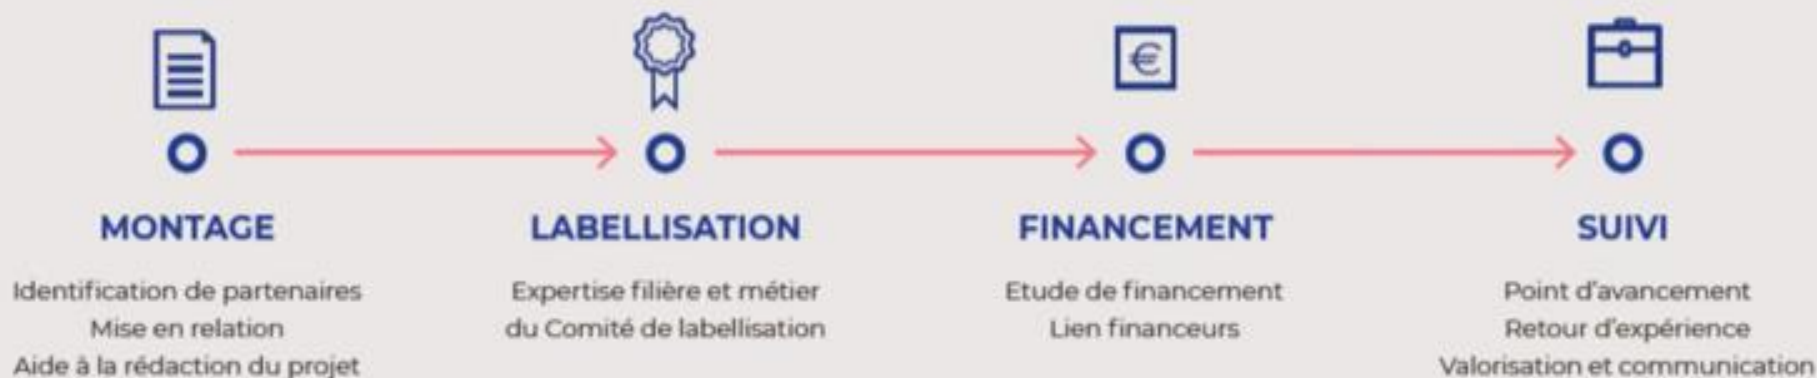 €
MONTAGE
Identification de partenaires
Mise en relation
Aide à la rédaction du projet
LABELLISATION
Expertise filière et métier
du Comité de labellisation
FINANCEMENT
Etude de financement
Lien financeurs
SUIVI
Point d'avancement
Retour d'expérience
Valorisation et communication